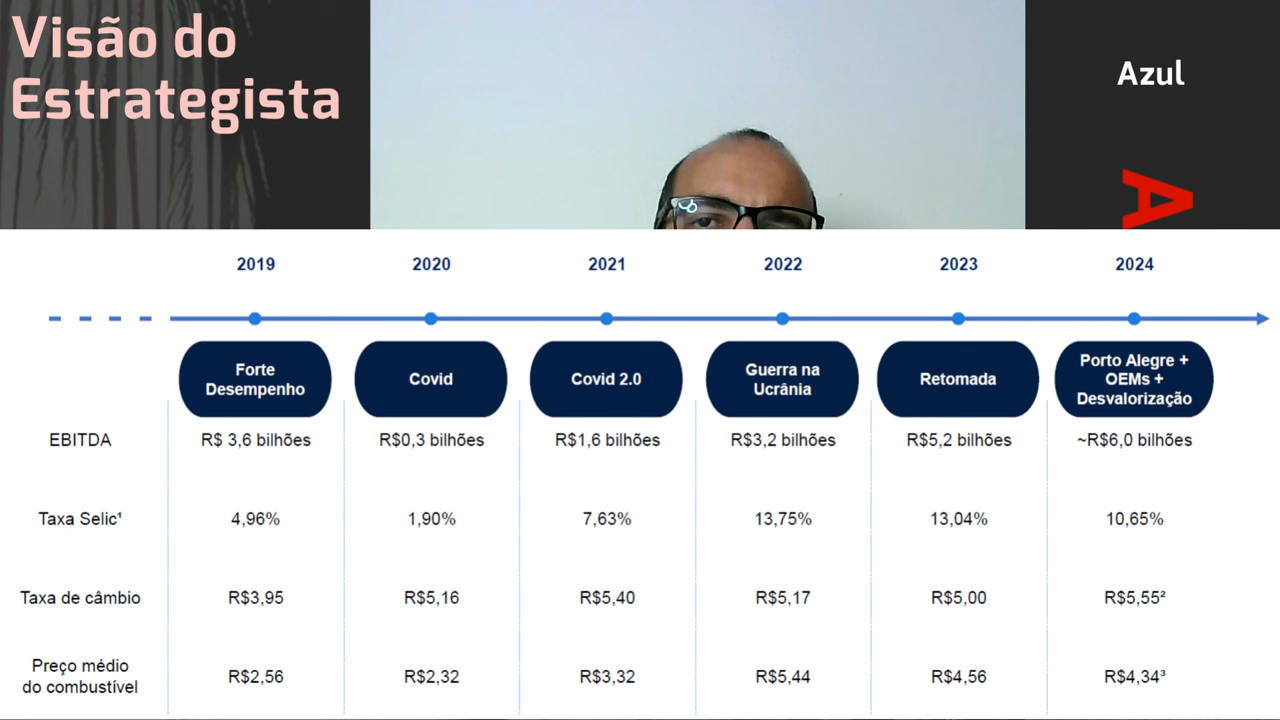 Visão do
Estrategista
Azul
A
2019 2020 2021 2022 2023 2024
Forte
Desempenho
Covid
Covid 2.0
Guerra na
Ucrânia
Retomada
Porto Alegre +
OEMs +
Desvalorização
EBITDA R$ 3,6 bilhões R$0,3 bilhões R$1,6 bilhões R$3,2 bilhões R$5,2 bilhões ~R$6,0 bilhões
Taxa Selic¹ 4,96% 1,90% 7,63% 13,75% 13,04% 10,65%
Taxa de câmbio R$3,95 R$5,16 R$5,40 R$5,17 R$5,00 R$5,55²
Preço médio
do combustível R$2,56 R$2,32 R$3,32 R$5,44 R$4,56 R$4,34³